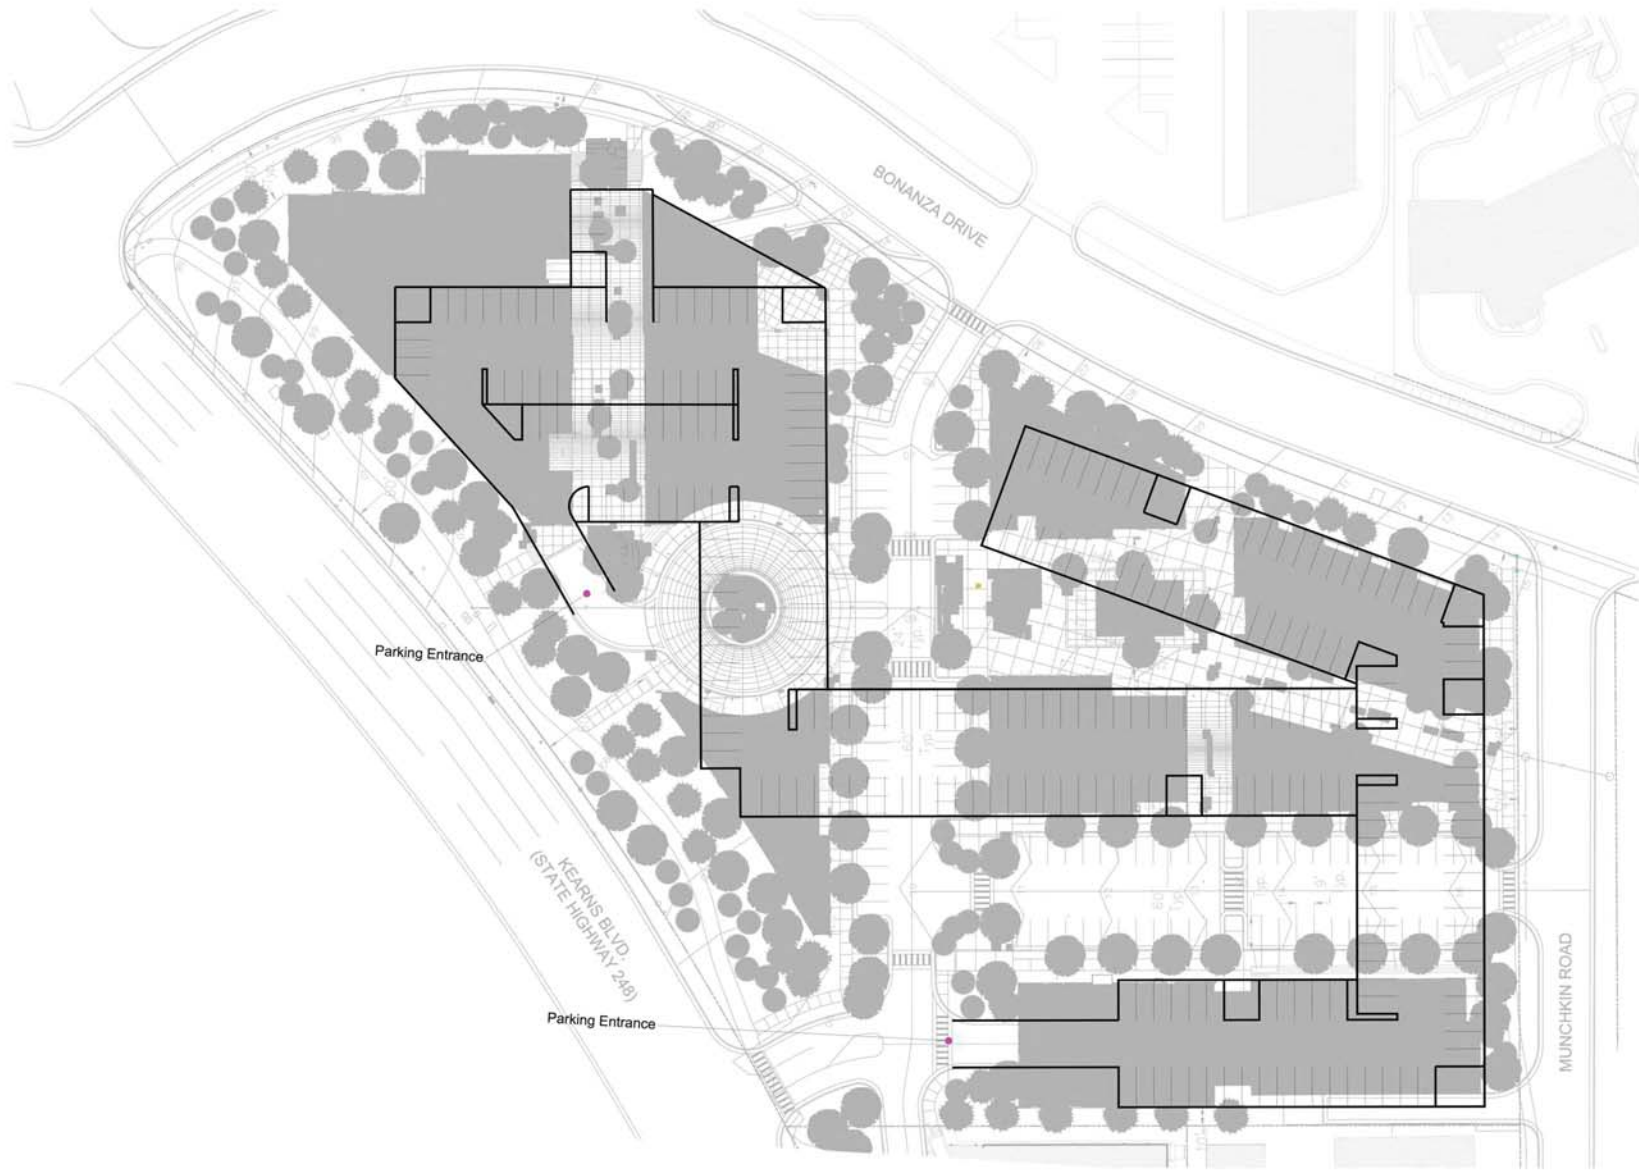 BONANZA DRIVE
Parking Entrance
KEARNS BLVD.
(STATE HIGHWAY 248)
Parking Entrance
MUNCHKIN ROAD